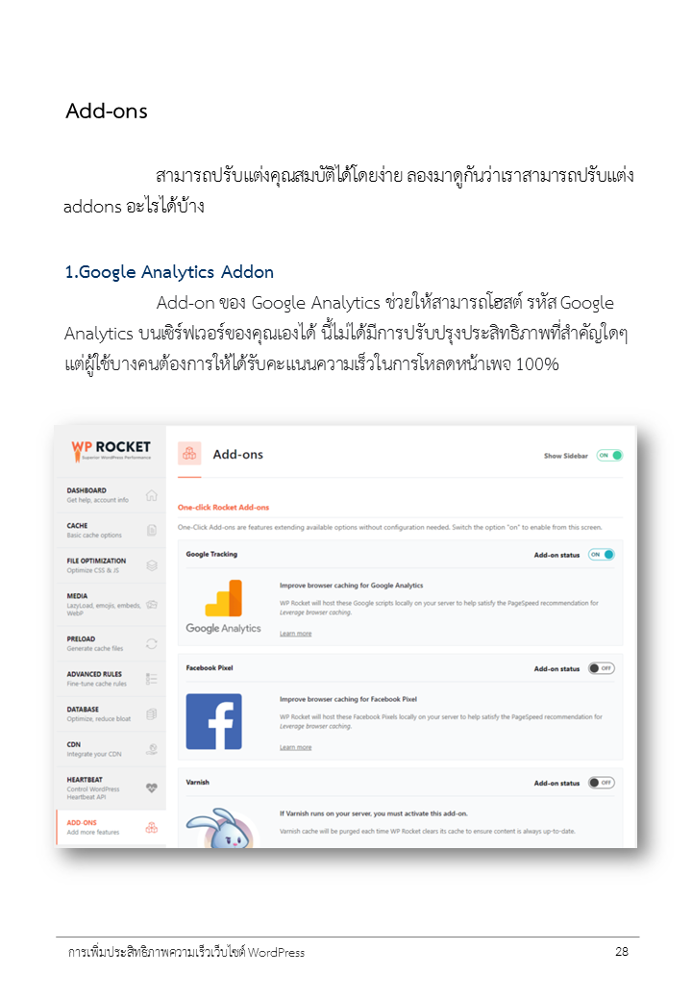 Add-ons
สามารถปรับแต่งคุณสมบัติได้โดยง่าย ลองมาดูกันว่าเราสามารถปรับแต่ง
addons อะไรได้บ้าง
1.Google Analytics Addon
Add-on ของ Google Analytics ช่วยให้สามารถโฮสต์ รหัส Google
Analytics บนเซิร์ฟเวอร์ของคุณเองได้ นี้ไม่ได้มีการปรับปรุงประสิทธิภาพที่สำคัญใดๆ
แต่ผู้ใช้บางคนต้องการให้ได้รับคะแนนความเร็วในการโหลดหน้าเพจ 100%
WP ROCKET
Superior WordPress Performance
DASHBOARD
Get help, account info
CACHE
Basic cache options
FILE OPTIMIZATION
Optimize CSS & JS
MEDIA
LazyLoad, emojis, embeds,
WebP
PRELOAD
Generate cache files
ADVANCED RULES
Fine-tune cache rules
DATABASE
Optimize, reduce bloat
CDN
Integrate your CDN
HEARTBEAT
Control WordPress
Heartbeat API
ADD-ONS
Add more features
Add-ons
Show Sidebar ON
One-click Rocket Add-ons
One-Click Add-ons are features extending available options without configuration needed. Switch the option "on" to enable from this screen.
Google Tracking
Add-on status ON
Google Analytics
Improve browser caching for Google Analytics
WP Rocket will host these Google scripts locally on your server to help satisfy the PageSpeed recommendation for
Leverage browser caching.
Learn more
Facebook Pixel
Add-on status OFF
Improve browser caching for Facebook Pixel
WP Rocket will host these Facebook Pixels locally on your server to help satisfy the PageSpeed recommendation for
Leverage browser caching.
Learn more
Varnish
Add-on status OFF
If Varnish runs on your server, you must activate this add-on.
Varnish cache will be purged each time WP Rocket clears its cache to ensure content is always up-to-date.
การเพิ่มประสิทธิภาพความเร็วเว็บไซต์ WordPress
28